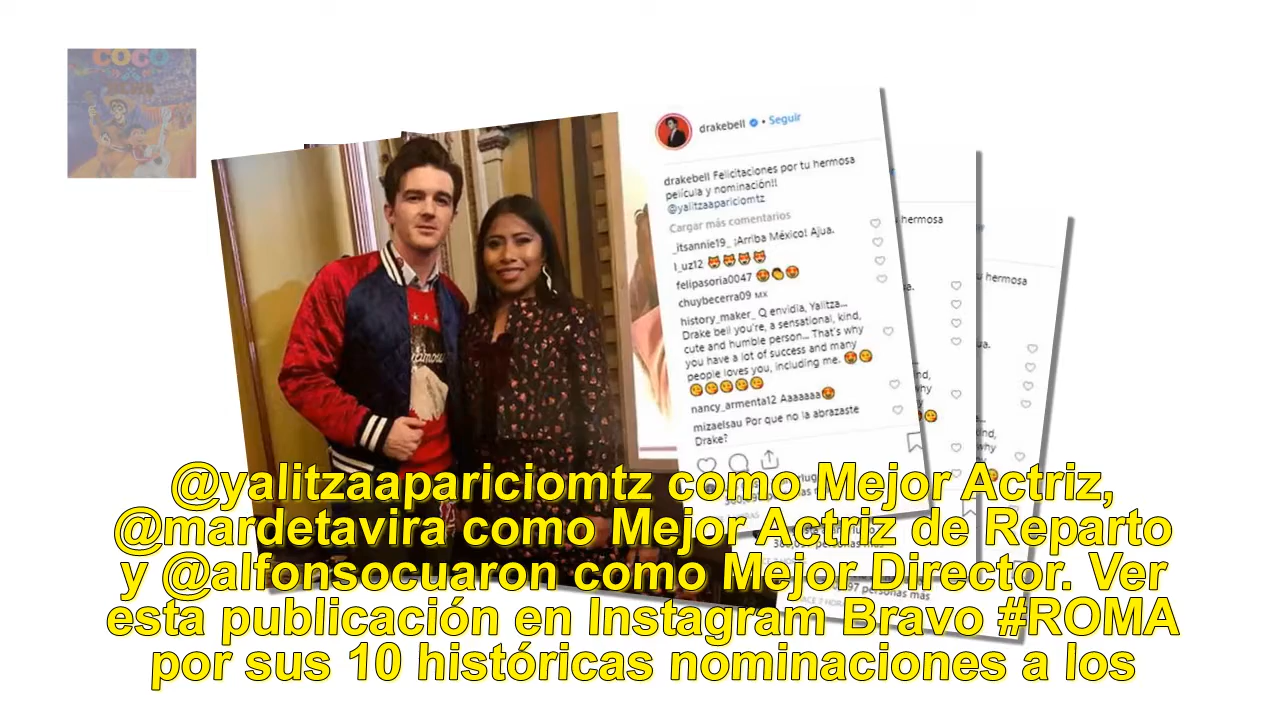 COCO
drakebell • Seguir
drakebell Felicitaciones por tu hermosa
película y nominación!!
@yalitzaapariciomtz
Cargar más comentarios
_itsannie19_ ¡Arriba México! Ajua.
l_uz12 😻😻😻😻
felipasoria0047 🥰👏🥰
chuybecerra09 MX
history_maker_ Q envidia, Yalitza...
Drake bell you're, a sensational, kind,
cute and humble person... That's why
you have a lot of success and many
people loves you, including me. 🥰😋
😋😋😋😋😋
nancy_armenta12 Aaaaaaa🥰
mizaelsau Por que no la abrazaste
Drake?
hermosa
hermosa
@yalitzaapariciomtz como Mejor Actriz,
@mardetavira como Mejor Actriz de Reparto
y @alfonsocuaron como Mejor Director. Ver
esta publicación en Instagram Bravo #ROMA
por sus 10 históricas nominaciones a los